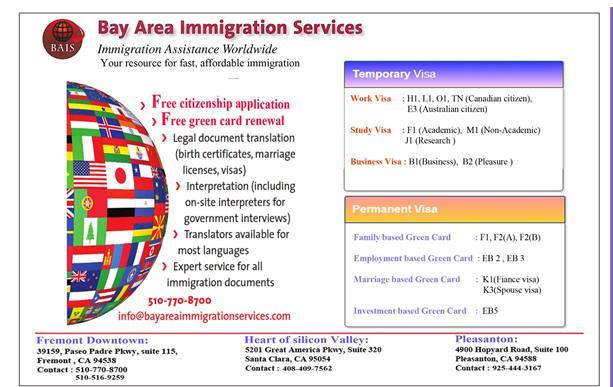 BAIS
Bay Area Immigration Services
Immigration Assistance Worldwide
Your resource for fast, affordable immigration
Free citizenship application
Free green card renewal
Legal document translation
(birth certificates, marriage
licenses, visas)
Interpretation (including
on-site interpreters for
government interviews)
Translators available for
most languages
Expert service for all
immigration documents
510-770-8700
info@bayareaimmigrationservices.com
Temporary Visa
Work Visa : H1, L1, O1, TN (Canadian citizen),
E3 (Australian citizen)
Study Visa : F1 (Academic), M1 (Non-Academic)
J1 (Research )
Business Visa : B1(Business), B2 (Pleasure )
Permanent Visa
Family based Green Card : F1, F2(A), F2(B)
Employment based Green Card : EB 2 , EB 3
Marriage based Green Card : K1(Fiance visa)
K3(Spouse visa)
Investment based Green Card : EB5
Fremont Downtown:
39159, Paseo Padre Pkwy, suite 115,
Fremont , CA 94538
Contact : 510-770-8700
510-516-9259
Heart of silicon Valley:
5201 Great America Pkwy, Suite 320
Santa Clara, CA 95054
Contact : 408-409-7562
Pleasanton:
4900 Hopyard Road, Suite 100
Pleasanton, CA 94588
Contact : 925-444-3167